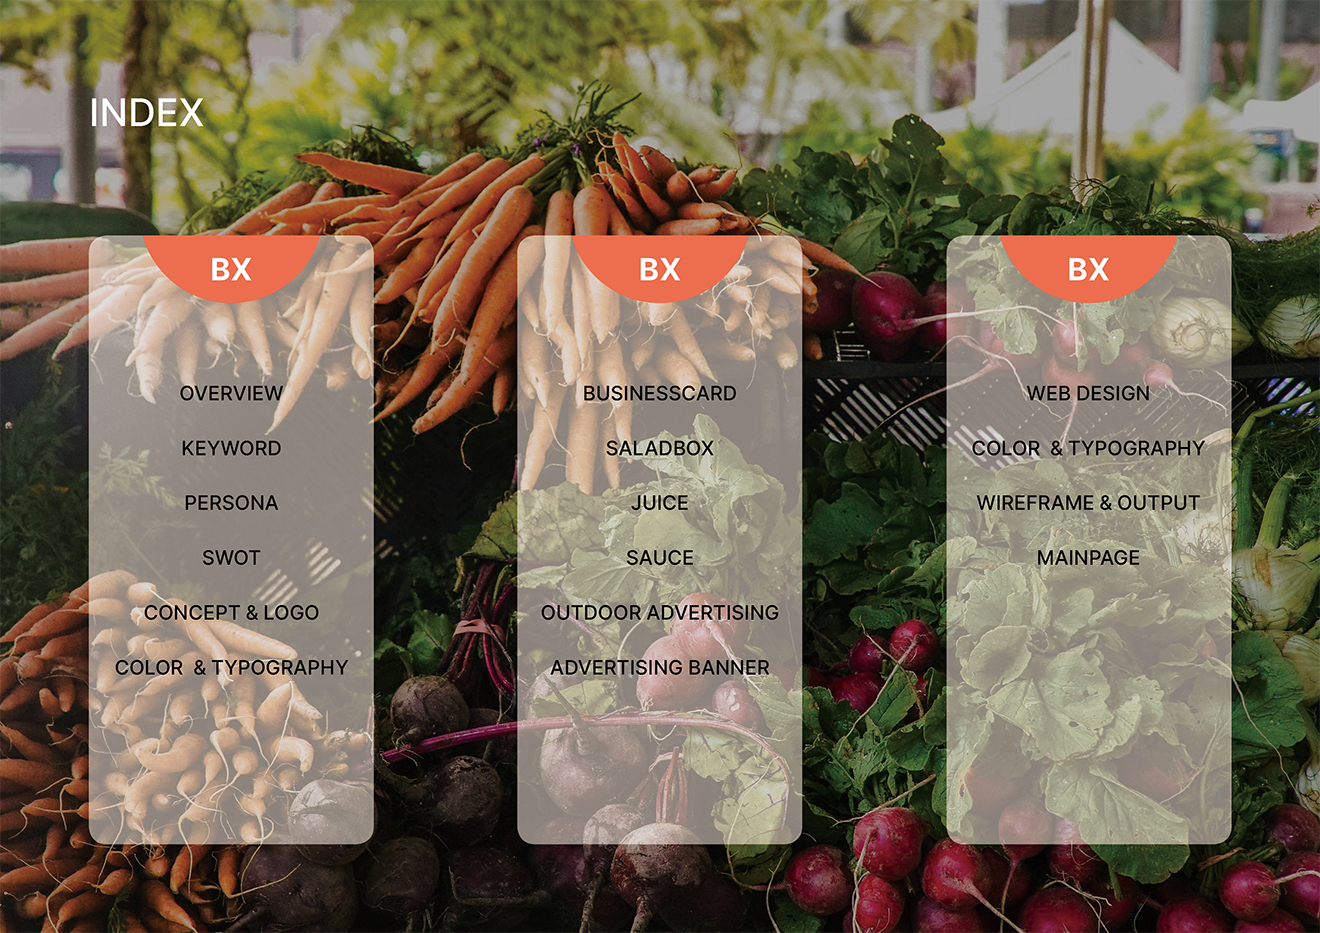 INDEX
BX
OVERVIEW
KEYWORD
PERSONA
SWOT
CONCEPT & LOGO
COLOR & TYPOGRAPHY
BX
BUSINESSCARD
SALADBOX
JUICE
SAUCE
OUTDOOR ADVERTISING
ADVERTISING BANNER
BX
WEB DESIGN
COLOR & TYPOGRAPHY
WIREFRAME & OUTPUT
MAINPAGE